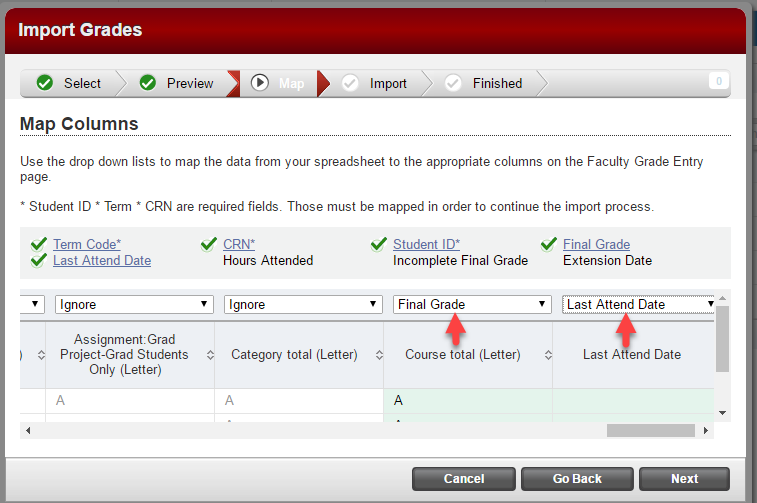 Import Grades
Select Preview Map Import Finished 0
Map Columns
Use the drop down lists to map the data from your spreadsheet to the appropriate columns on the Faculty Grade Entry
page.
* Student ID * Term * CRN are required fields. Those must be mapped in order to continue the import process.
Term Code* CRN* Student ID* Final Grade
Last Attend Date Hours Attended Incomplete Final Grade Extension Date
Ignore Ignore Final Grade Last Attend Date
Assignment:Grad
) Project-Grad Students Category total (Letter) Course total (Letter) Last Attend Date
Only (Letter)
A A A
Cancel Go Back Next